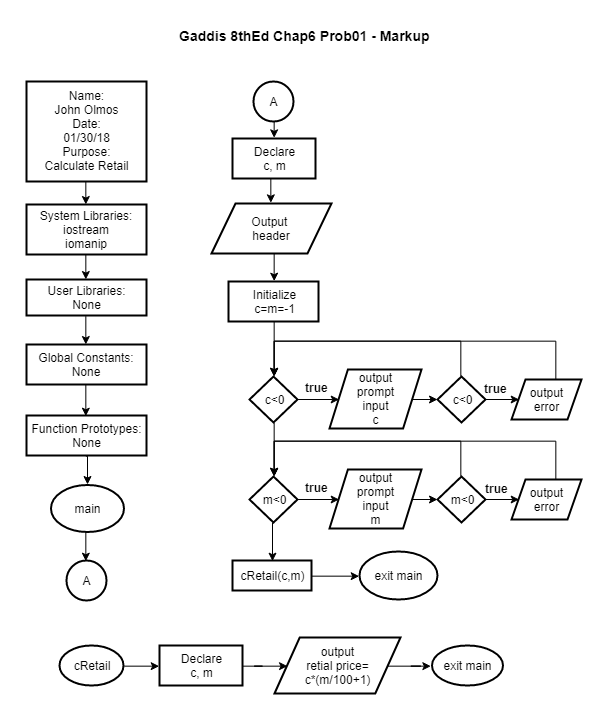 Gaddis 8thEd Chap6 Prob01 - Markup
Name:
John Olmos
Date:
01/30/18
Purpose:
Calculate Retail
System Libraries:
iostream
iomanip
User Libraries:
None
Global Constants:
None
Function Prototypes:
None
main
A
A
Declare
c, m
Output
header
Initialize
c=m=-1
c<0
true
output
prompt
input
c
c<0
true
output
error
m<0
true
output
prompt
input
m
m<0
true
output
error
cRetail(c,m)
exit main
cRetail
Declare
c, m
output
retial price=
c*(m/100+1)
exit main